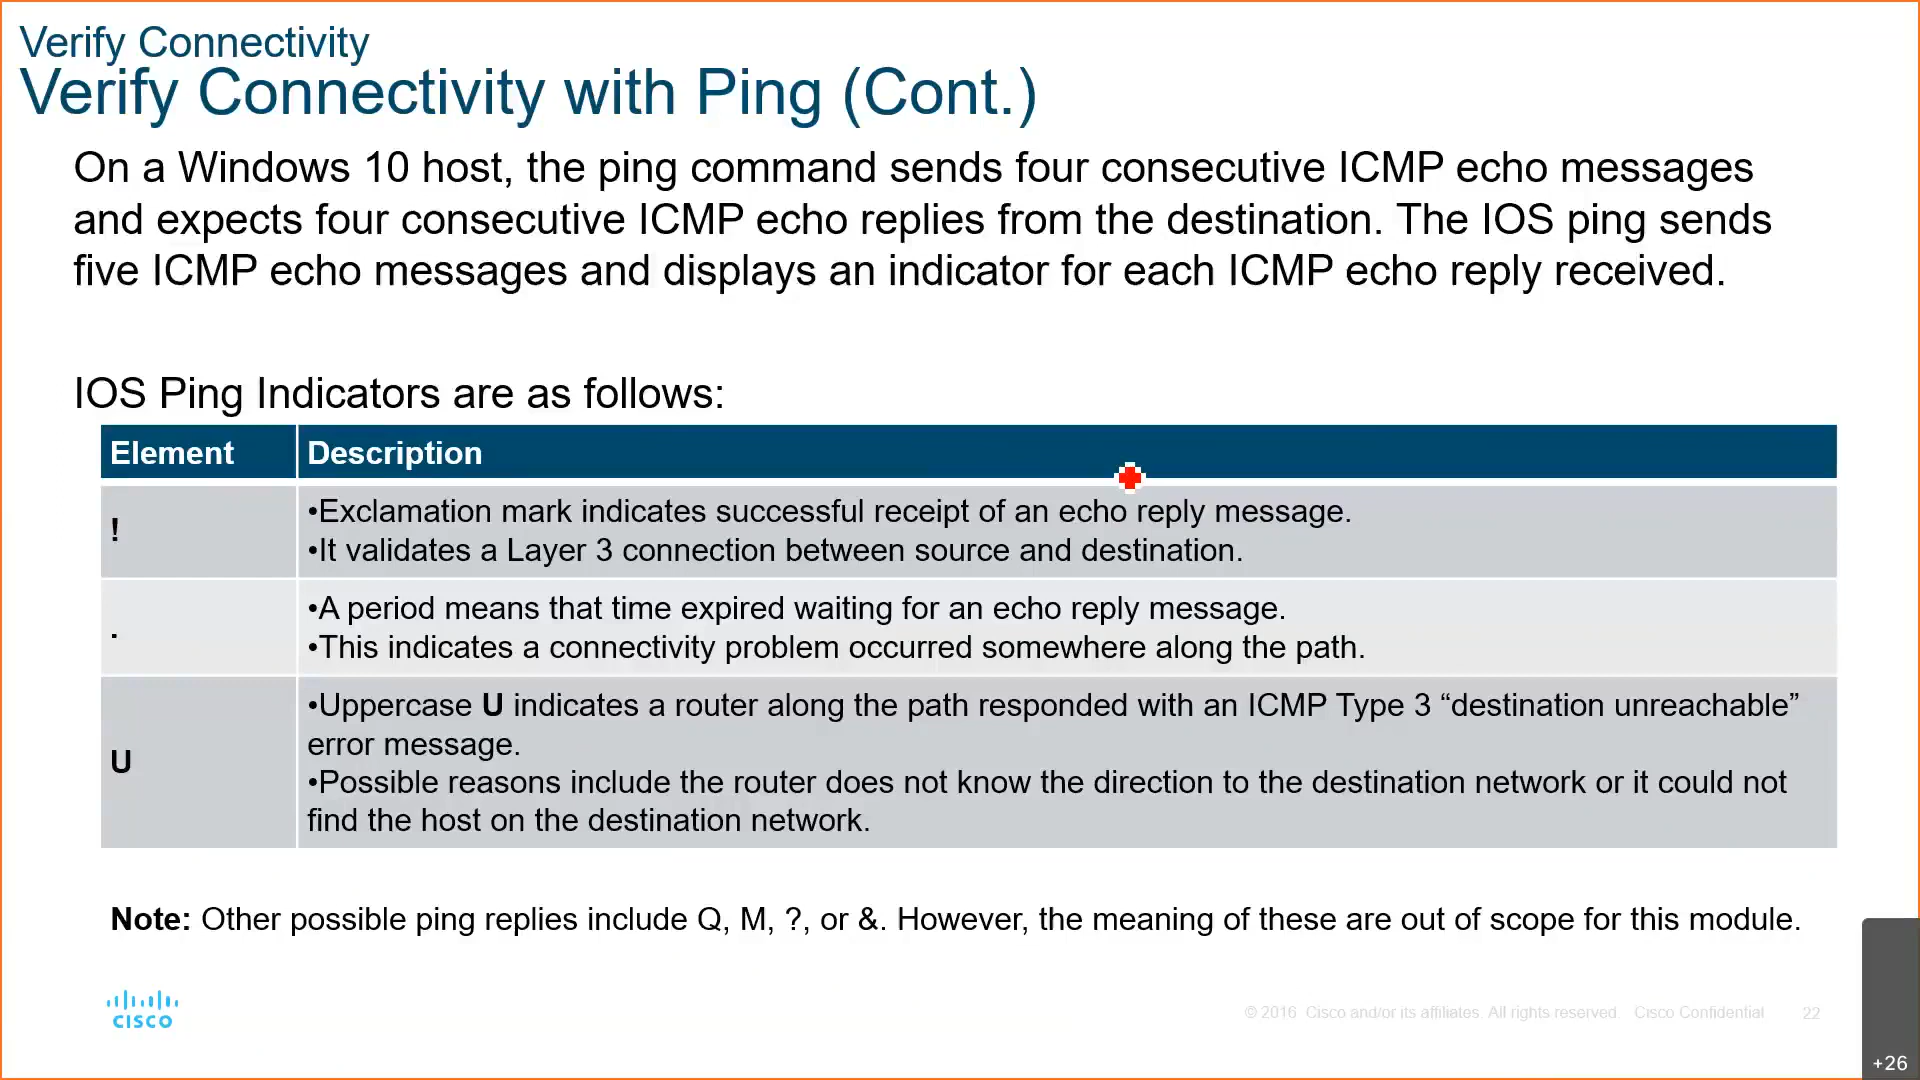 Verify Connectivity
Verify Connectivity with Ping (Cont.)
On a Windows 10 host, the ping command sends four consecutive ICMP echo messages
and expects four consecutive ICMP echo replies from the destination. The IOS ping sends
five ICMP echo messages and displays an indicator for each ICMP echo reply received.
IOS Ping Indicators are as follows:
Element Description
! •Exclamation mark indicates successful receipt of an echo reply message.
•It validates a Layer 3 connection between source and destination.
. •A period means that time expired waiting for an echo reply message.
•This indicates a connectivity problem occurred somewhere along the path.
U •Uppercase U indicates a router along the path responded with an ICMP Type 3 “destination unreachable”
error message.
•Possible reasons include the router does not know the direction to the destination network or it could not
find the host on the destination network.
Note: Other possible ping replies include Q, M, ?, or &. However, the meaning of these are out of scope for this module.
CISCO
© 2016 Cisco and/or its affiliates. All rights reserved. Cisco Confidential 22
+26